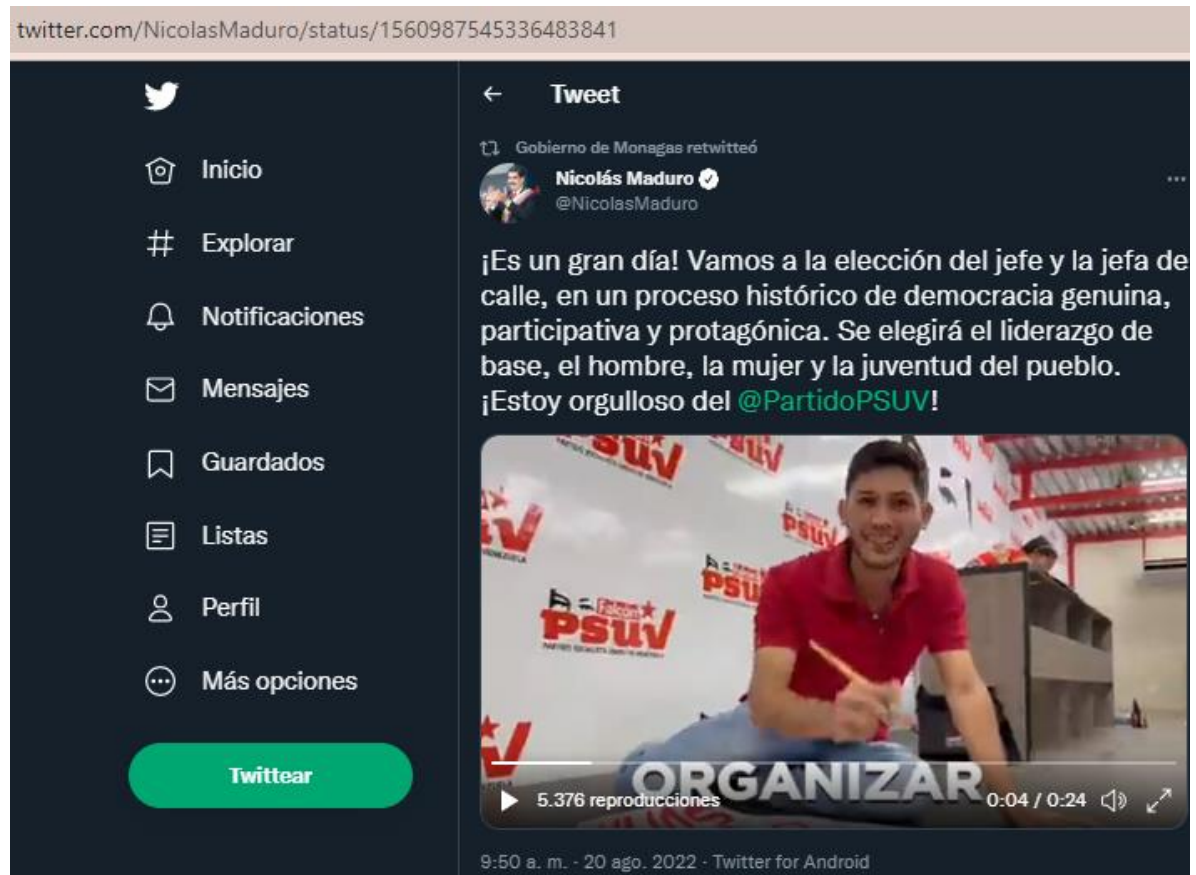 twitter.com/NicolasMaduro/status/1560987545336483841
Inicio
Explorar
Notificaciones
Mensajes
Guardados
Listas
Perfil
Más opciones
Twittear
Tweet
Gobierno de Monagas retwitteó
Nicolás Maduro
@NicolasMaduro
¡Es un gran día! Vamos a la elección del jefe y la jefa de
calle, en un proceso histórico de democracia genuina,
participativa y protagónica. Se elegirá el liderazgo de
base, el hombre, la mujer y la juventud del pueblo.
¡Estoy orgulloso del @PartidoPSUV!
PSUV
PSUV
PSUV
Falcón
PSUV
ORGANIZAR
5.376 reproducciones
0:04 / 0:24
9:50 a. m. · 20 ago. 2022 · Twitter for Android